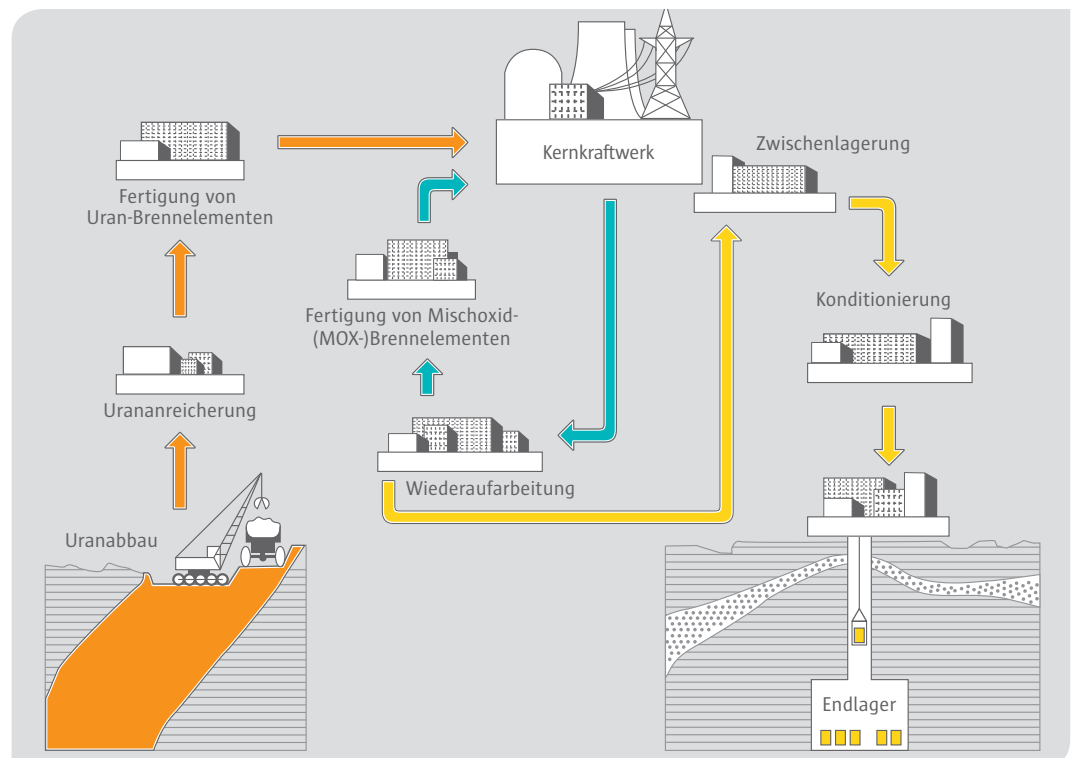 Kernkraftwerk
Zwischenlagerung
Fertigung von
Uran-Brennelementen
Konditionierung
Fertigung von Mischoxid-
(MOX-)Brennelementen
Urananreicherung
Wiederaufarbeitung
Uranabbau
Endlager